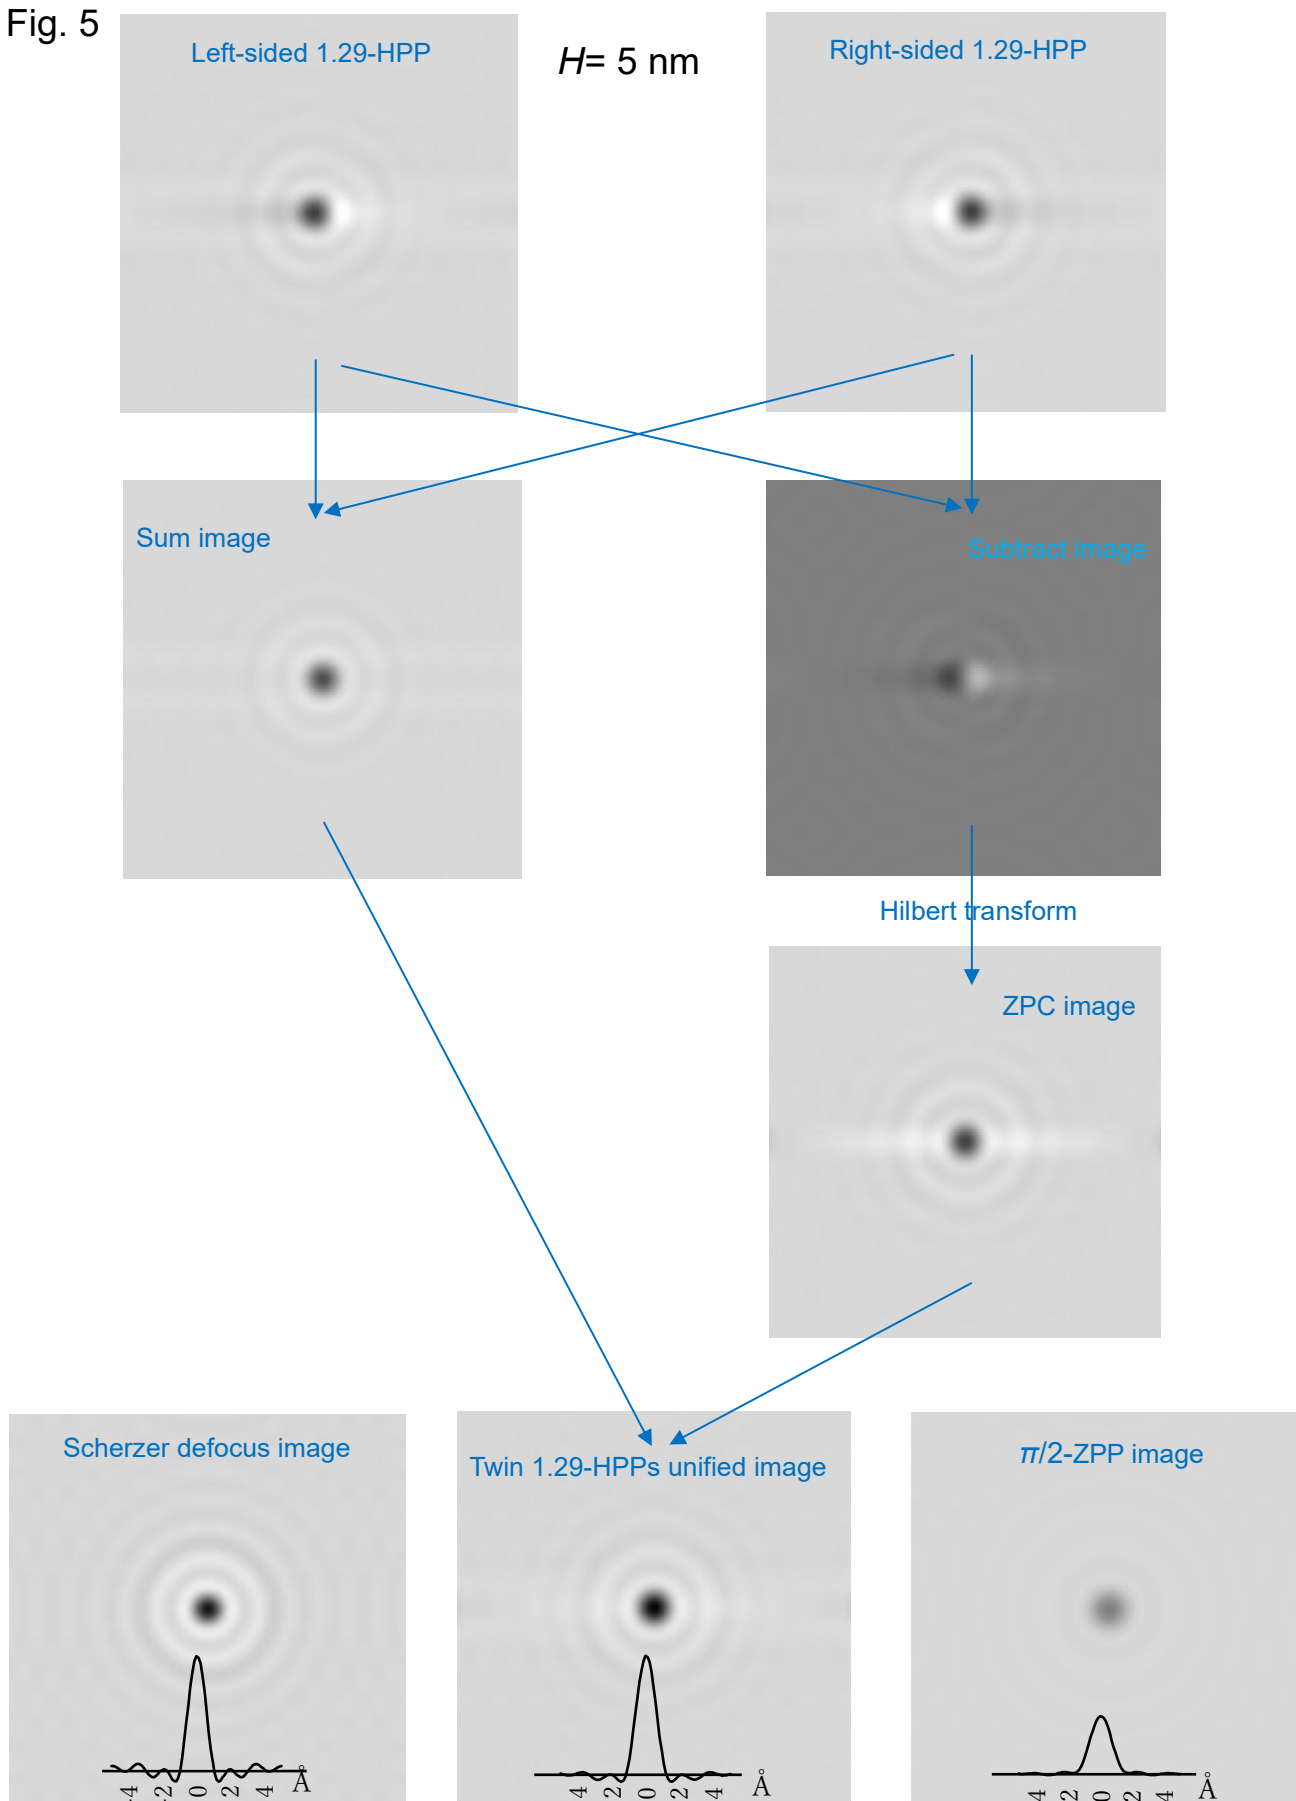 Fig. 5
Left-sided 1.29-HPP
H= 5 nm
Right-sided 1.29-HPP
Sum image
Subtract image
Hilbert transform
ZPC image
Scherzer defocus image
Twin 1.29-HPPs unified image
π/2-ZPP image
-4 -2 0 2 4 Å
4 2 0 2 4 Å
4 2 0 2 4 Å